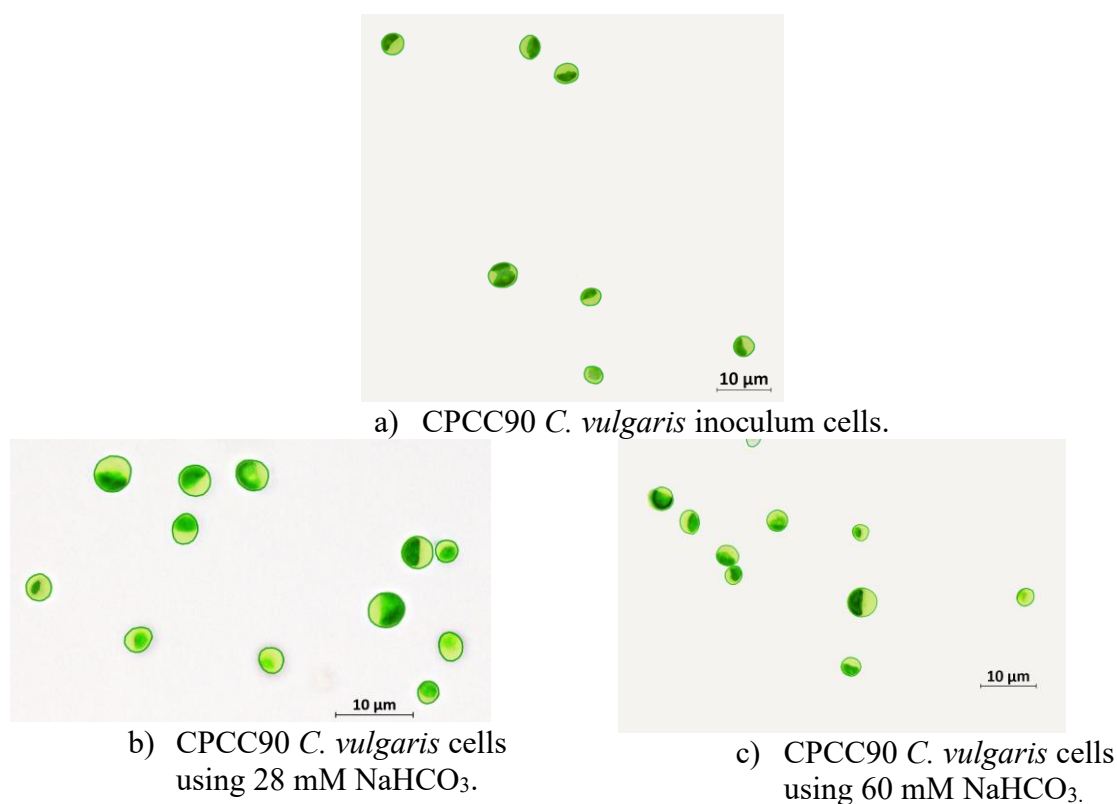 10 µm
a) CPCC90 C. vulgaris inoculum cells.
10 µm
b) CPCC90 C. vulgaris cells
using 28 mM NaHCO₃.
10 µm
c) CPCC90 C. vulgaris cells
using 60 mM NaHCO₃.